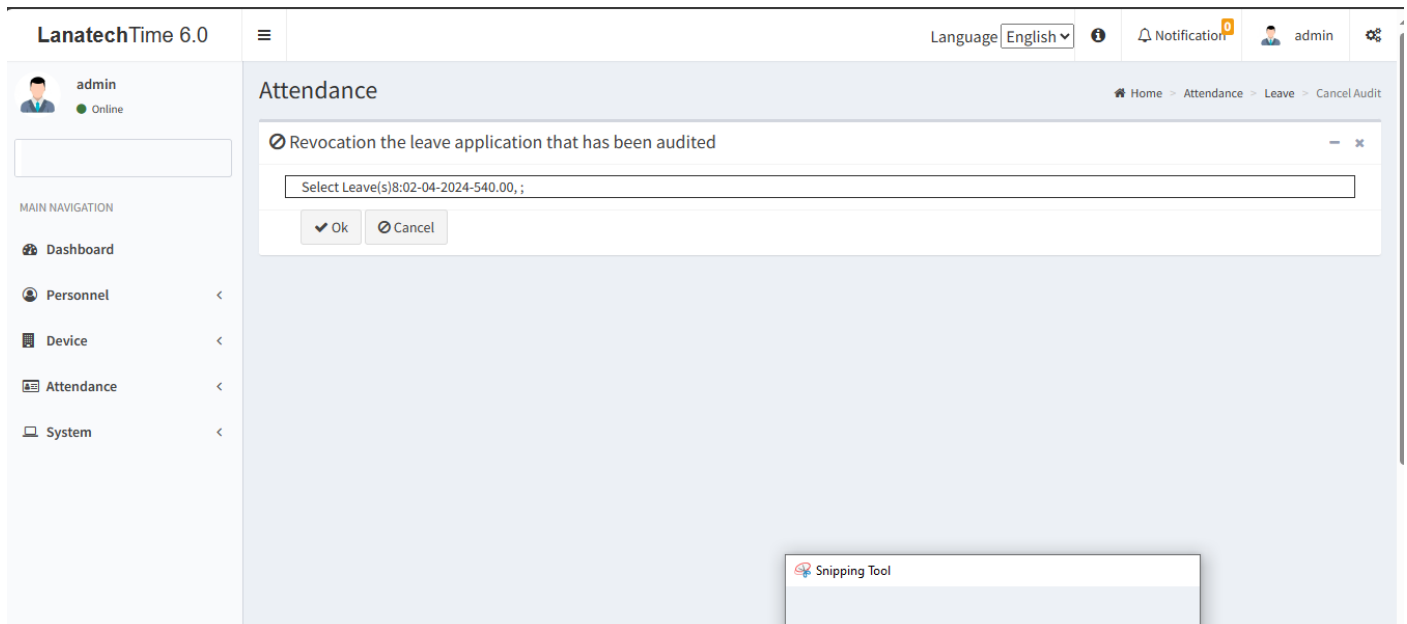 LanatechTime 6.0
Language English
Notification 0
admin
admin
Online
Attendance
Home > Attendance > Leave > Cancel Audit
Revocation the leave application that has been audited
Select Leave(s)8:02-04-2024-540.00, ;
Ok Cancel
MAIN NAVIGATION
Dashboard
Personnel
Device
Attendance
System
Snipping Tool